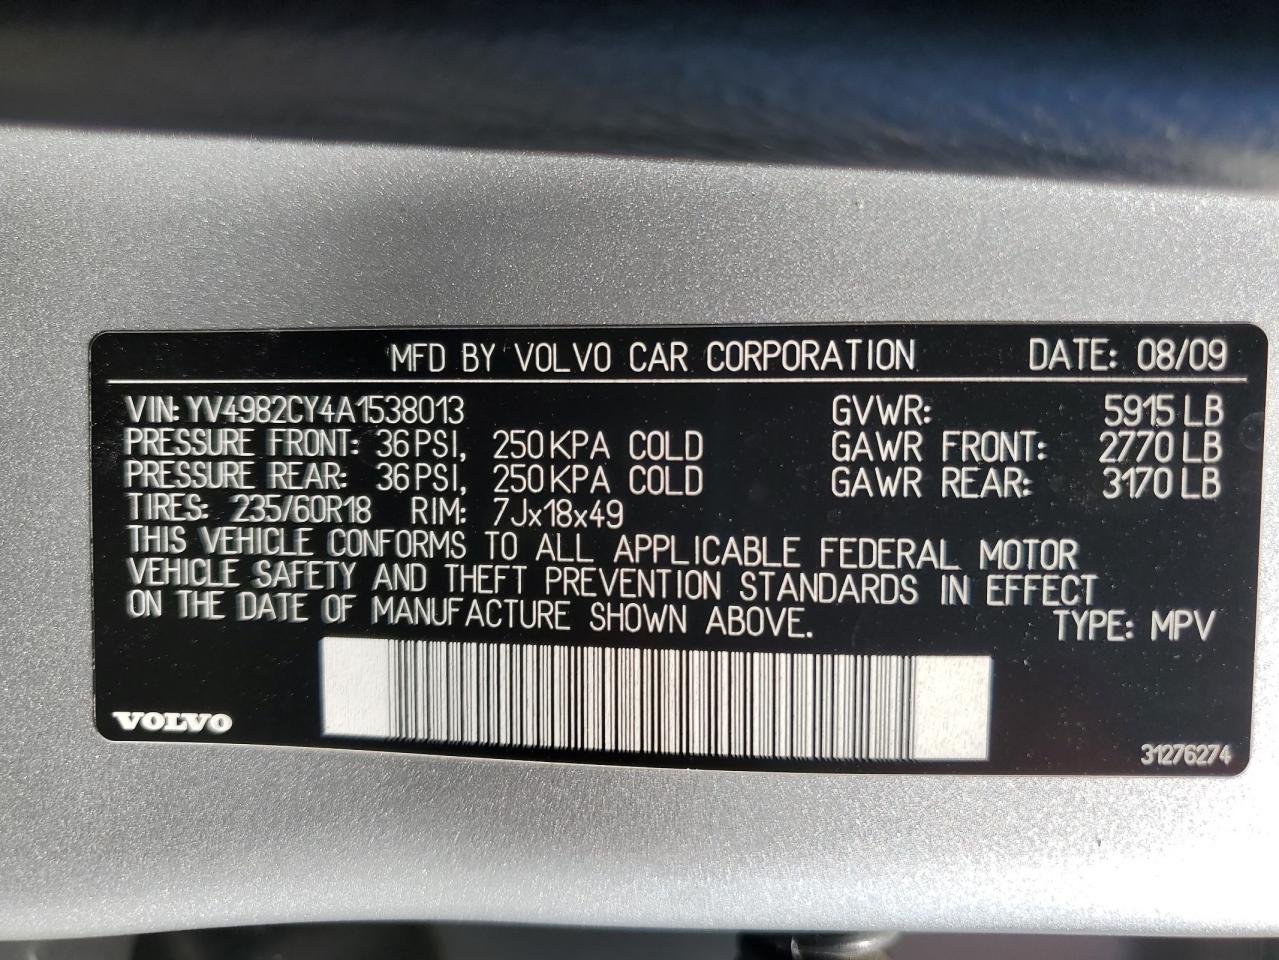 MFD BY VOLVO CAR CORPORATION DATE: 08/09
VIN: YV4982CY4A1538013 GVWR: 5915 LB
PRESSURE FRONT: 36 PSI, 250 KPA COLD GAWR FRONT: 2770 LB
PRESSURE REAR: 36 PSI, 250 KPA COLD GAWR REAR: 3170 LB
TIRES: 235/60R18 RIM: 7Jx18x49
THIS VEHICLE CONFORMS TO ALL APPLICABLE FEDERAL MOTOR
VEHICLE SAFETY AND THEFT PREVENTION STANDARDS IN EFFECT
ON THE DATE OF MANUFACTURE SHOWN ABOVE. TYPE: MPV
VOLVO
31276274